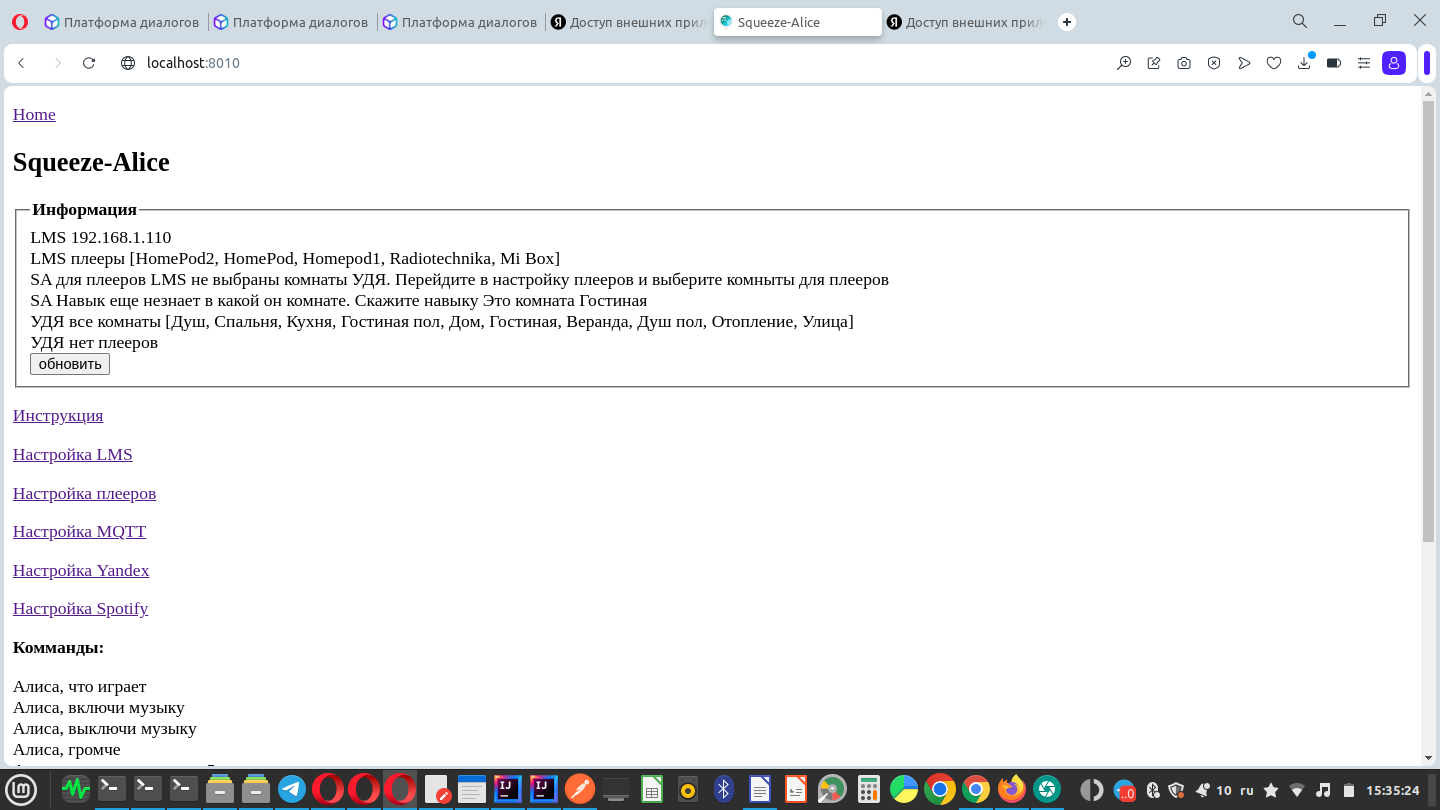 Платформа диалогов
Платформа диалогов
Платформа диалогов
Доступ внешних прил
Squeeze-Alice
Доступ внешних прил
localhost:8010
Home
Squeeze-Alice
Информация
LMS 192.168.1.110
LMS плееры [HomePod2, HomePod, Homepod1, Radiotechnika, Mi Box]
SA для плееров LMS не выбраны комнаты УДЯ. Перейдите в настройку плееров и выберите комныты для плееров
SA Навык еще незнает в какой он комнате. Скажите навыку Это комната Гостиная
УДЯ все комнаты [Душ, Спальня, Кухня, Гостиная пол, Дом, Гостиная, Веранда, Душ пол, Отопление, Улица]
УДЯ нет плееров
обновить
Инструкция
Настройка LMS
Настройка плееров
Настройка MQTT
Настройка Yandex
Настройка Spotify
Комманды:
Алиса, что играет
Алиса, включи музыку
Алиса, выключи музыку
Алиса, громче
10 ru 15:35:24